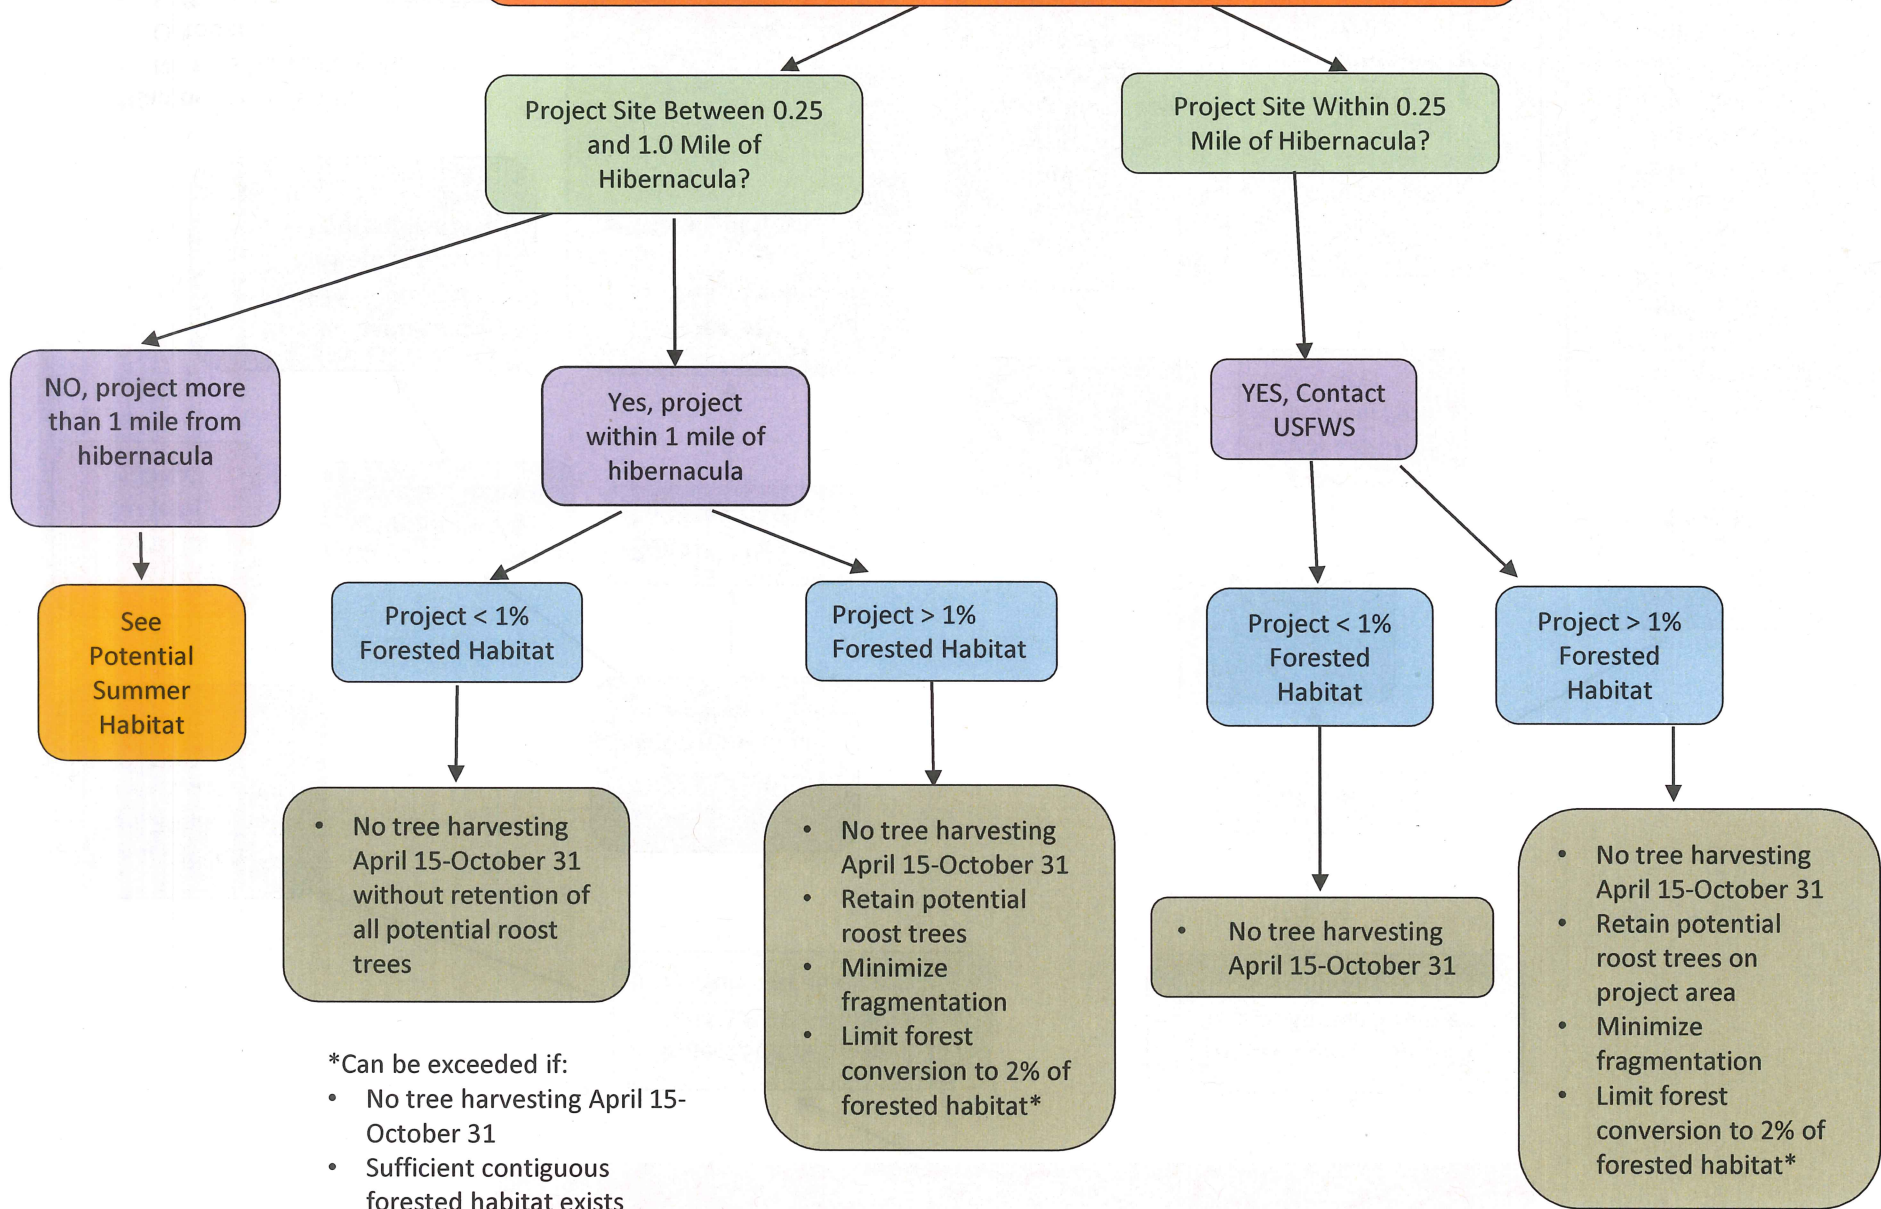 Project Site Between 0.25
and 1.0 Mile of
Hibernacula?
Project Site Within 0.25
Mile of Hibernacula?
NO, project more
than 1 mile from
hibernacula
Yes, project
within 1 mile of
hibernacula
YES, Contact
USFWS
See
Potential
Summer
Habitat
Project < 1%
Forested Habitat
Project > 1%
Forested Habitat
Project < 1%
Forested
Habitat
Project > 1%
Forested
Habitat
• No tree harvesting
April 15-October 31
without retention of
all potential roost
trees
• No tree harvesting
April 15-October 31
• Retain potential
roost trees
• Minimize
fragmentation
• Limit forest
conversion to 2% of
forested habitat*
• No tree harvesting
April 15-October 31
• No tree harvesting
April 15-October 31
• Retain potential
roost trees on
project area
• Minimize
fragmentation
• Limit forest
conversion to 2% of
forested habitat*
*Can be exceeded if:
• No tree harvesting April 15-
October 31
• Sufficient contiguous
forested habitat exists